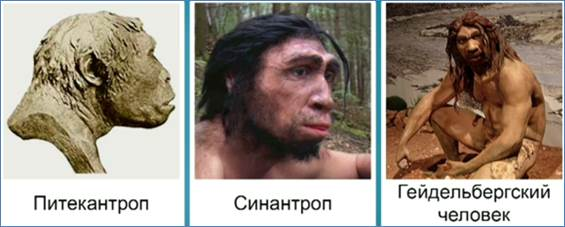 Питекантроп
Синантроп
Гейдельбергский
человек